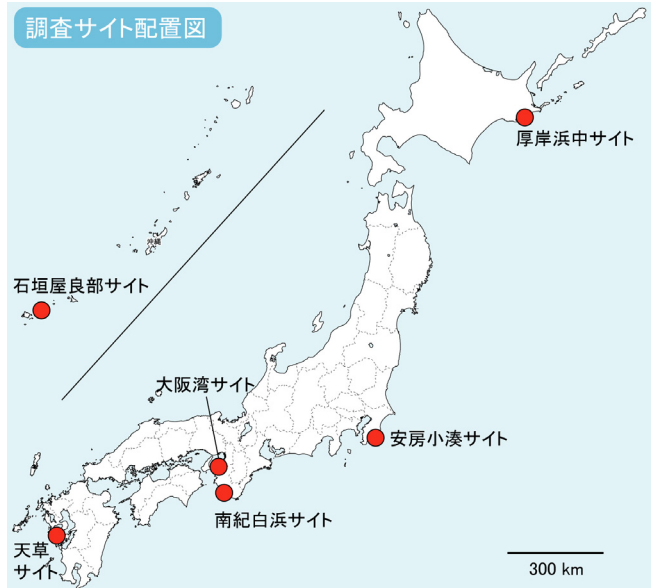 調査サイト配置図
厚岸浜中サイト
沖縄
石垣屋良部サイト
大阪湾サイト
安房小湊サイト
南紀白浜サイト
天草
サイト
300 km